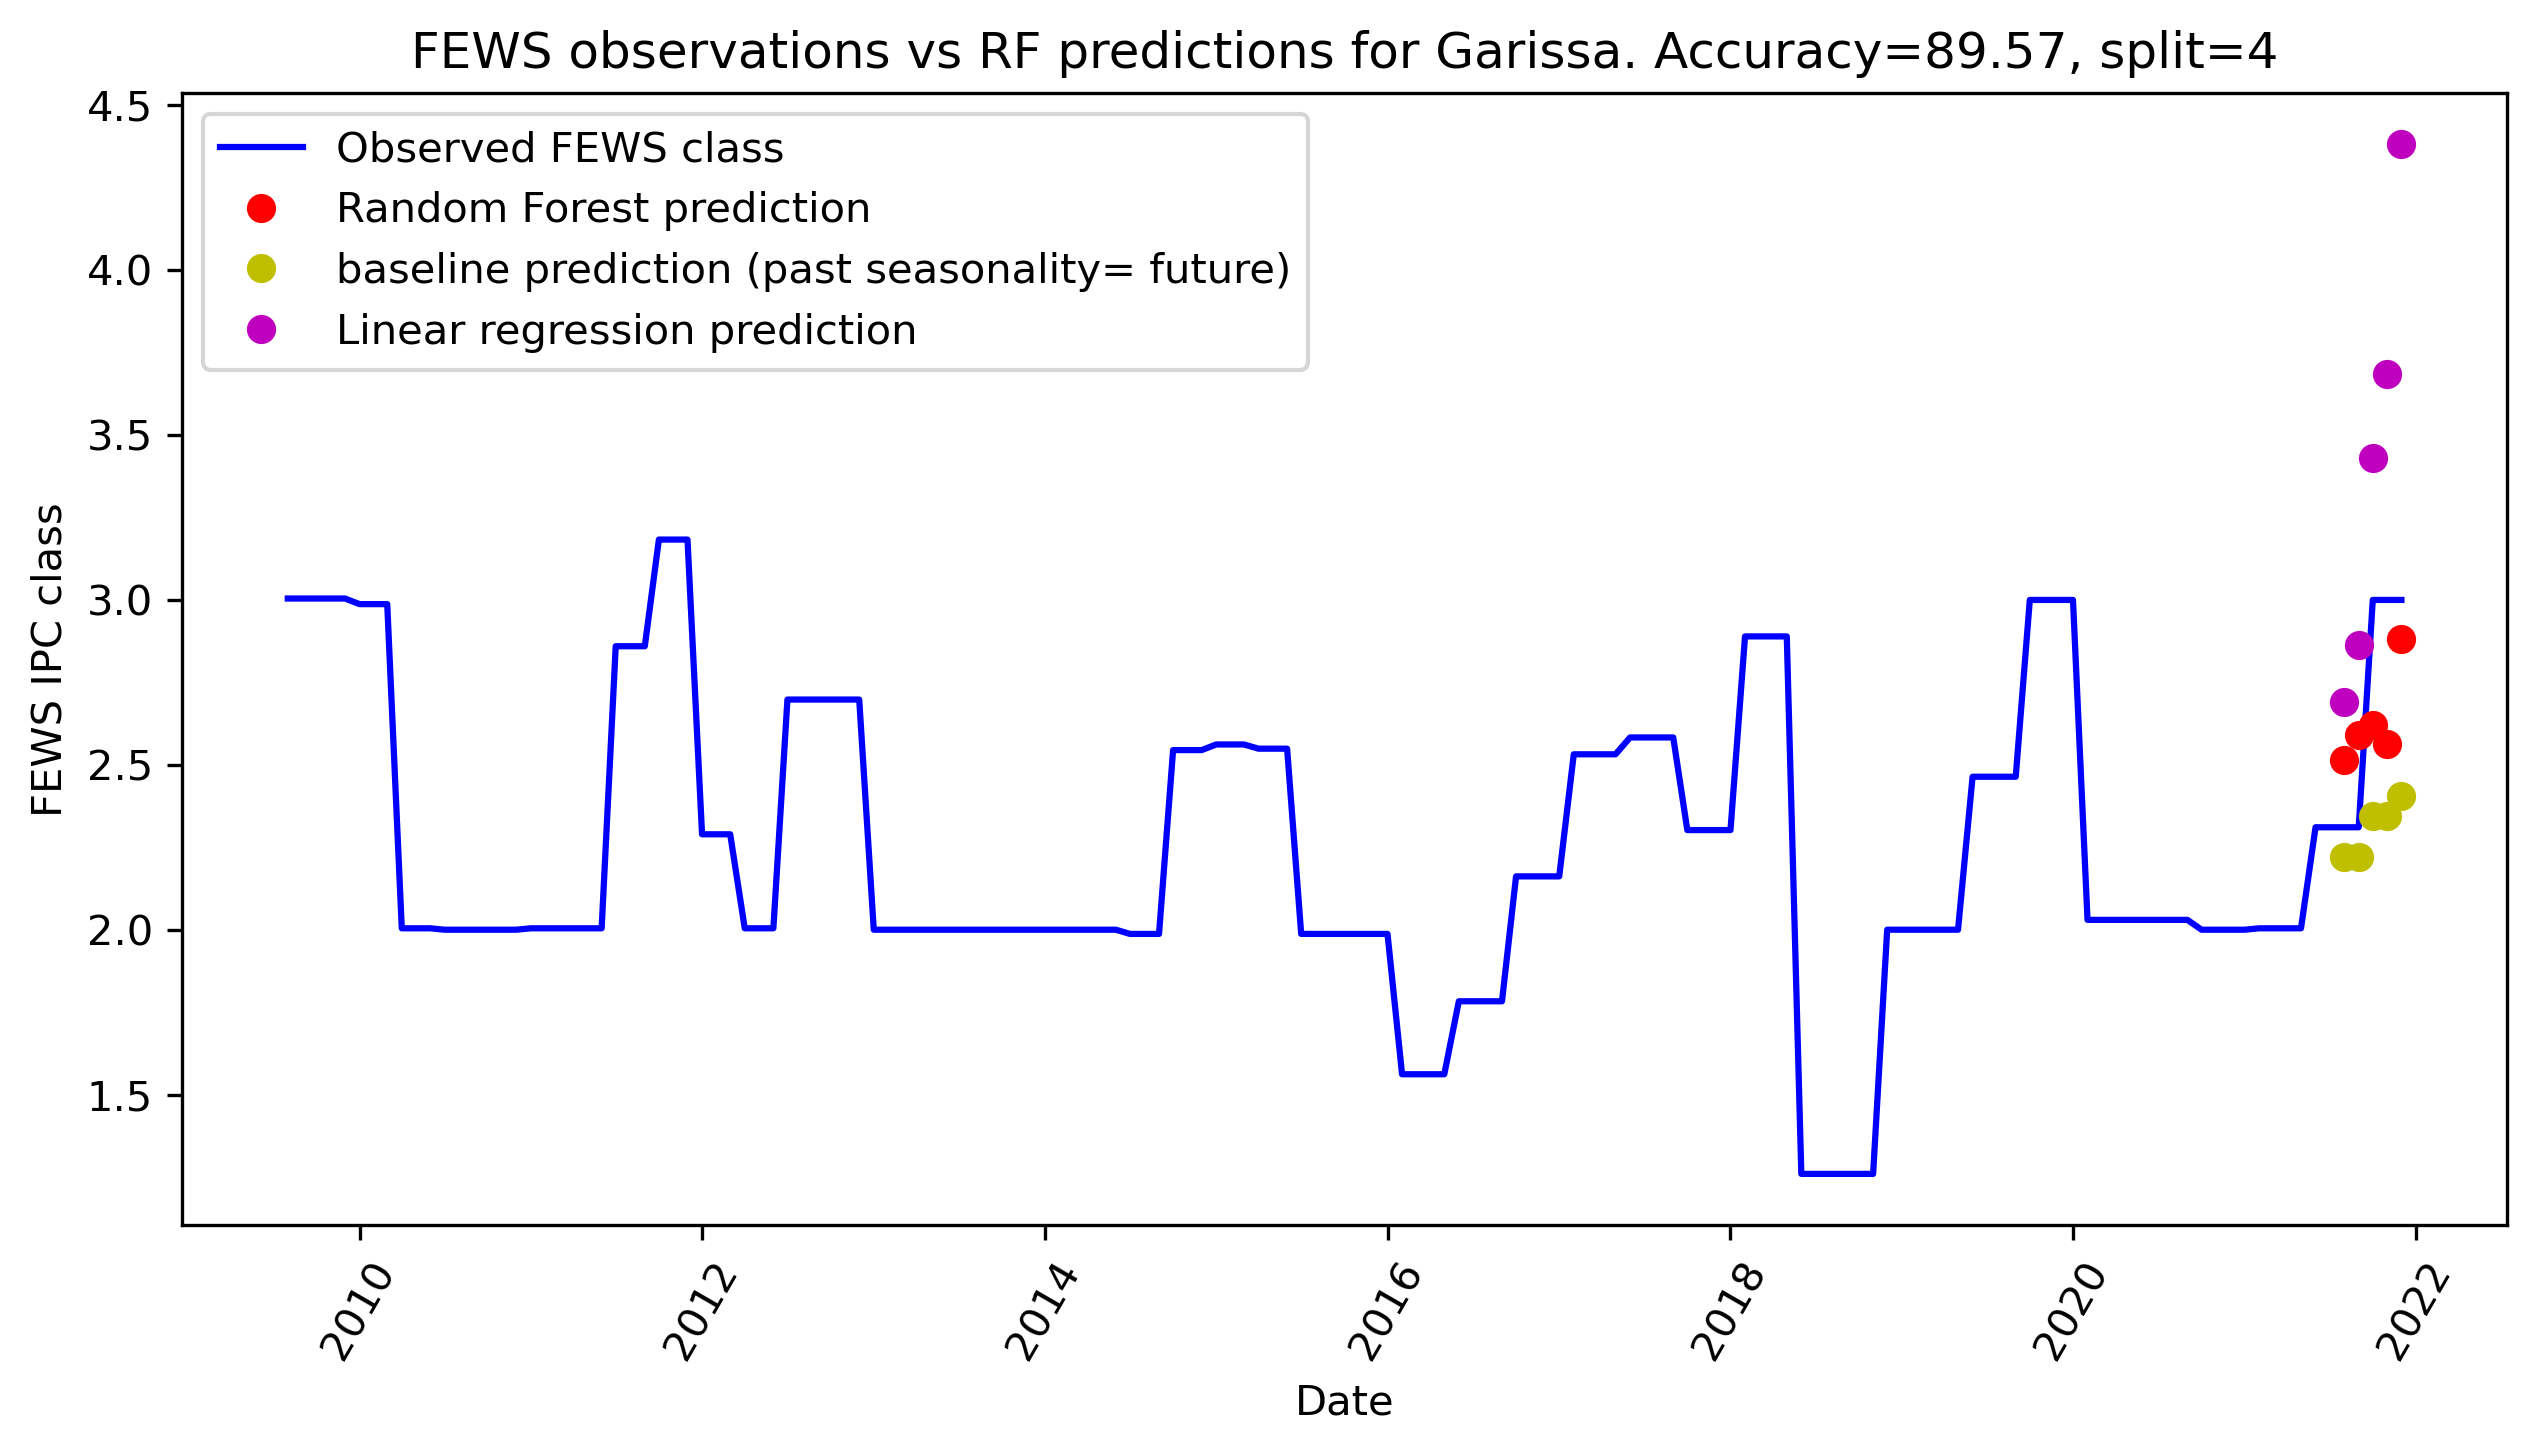 FEWS observations vs RF predictions for Garissa. Accuracy=89.57, split=4
Observed FEWS class
Random Forest prediction
baseline prediction (past seasonality= future)
Linear regression prediction
FEWS IPC class
4.5
4.0
3.5
3.0
2.5
2.0
1.5
2010
2012
2014
2016
2018
2020
2022
Date